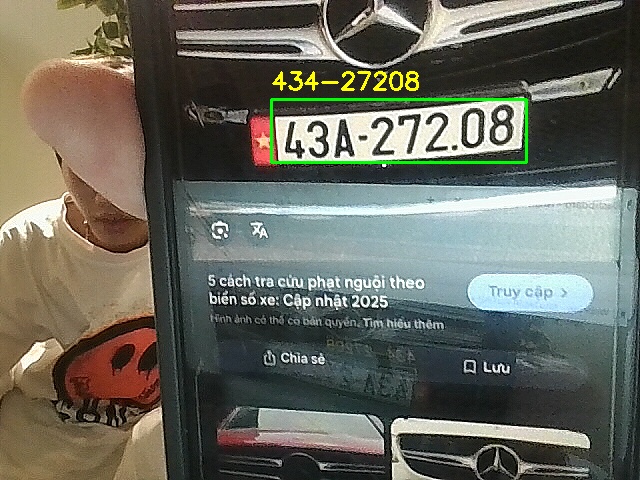 434-27208
43A-272.08
5 cách tra cứu phạt nguội theo
biển số xe: Cập nhật 2025
Truy cập >
Hình ảnh có thể có bản quyền. Tìm hiểu thêm
Chia sẻ
Lưu